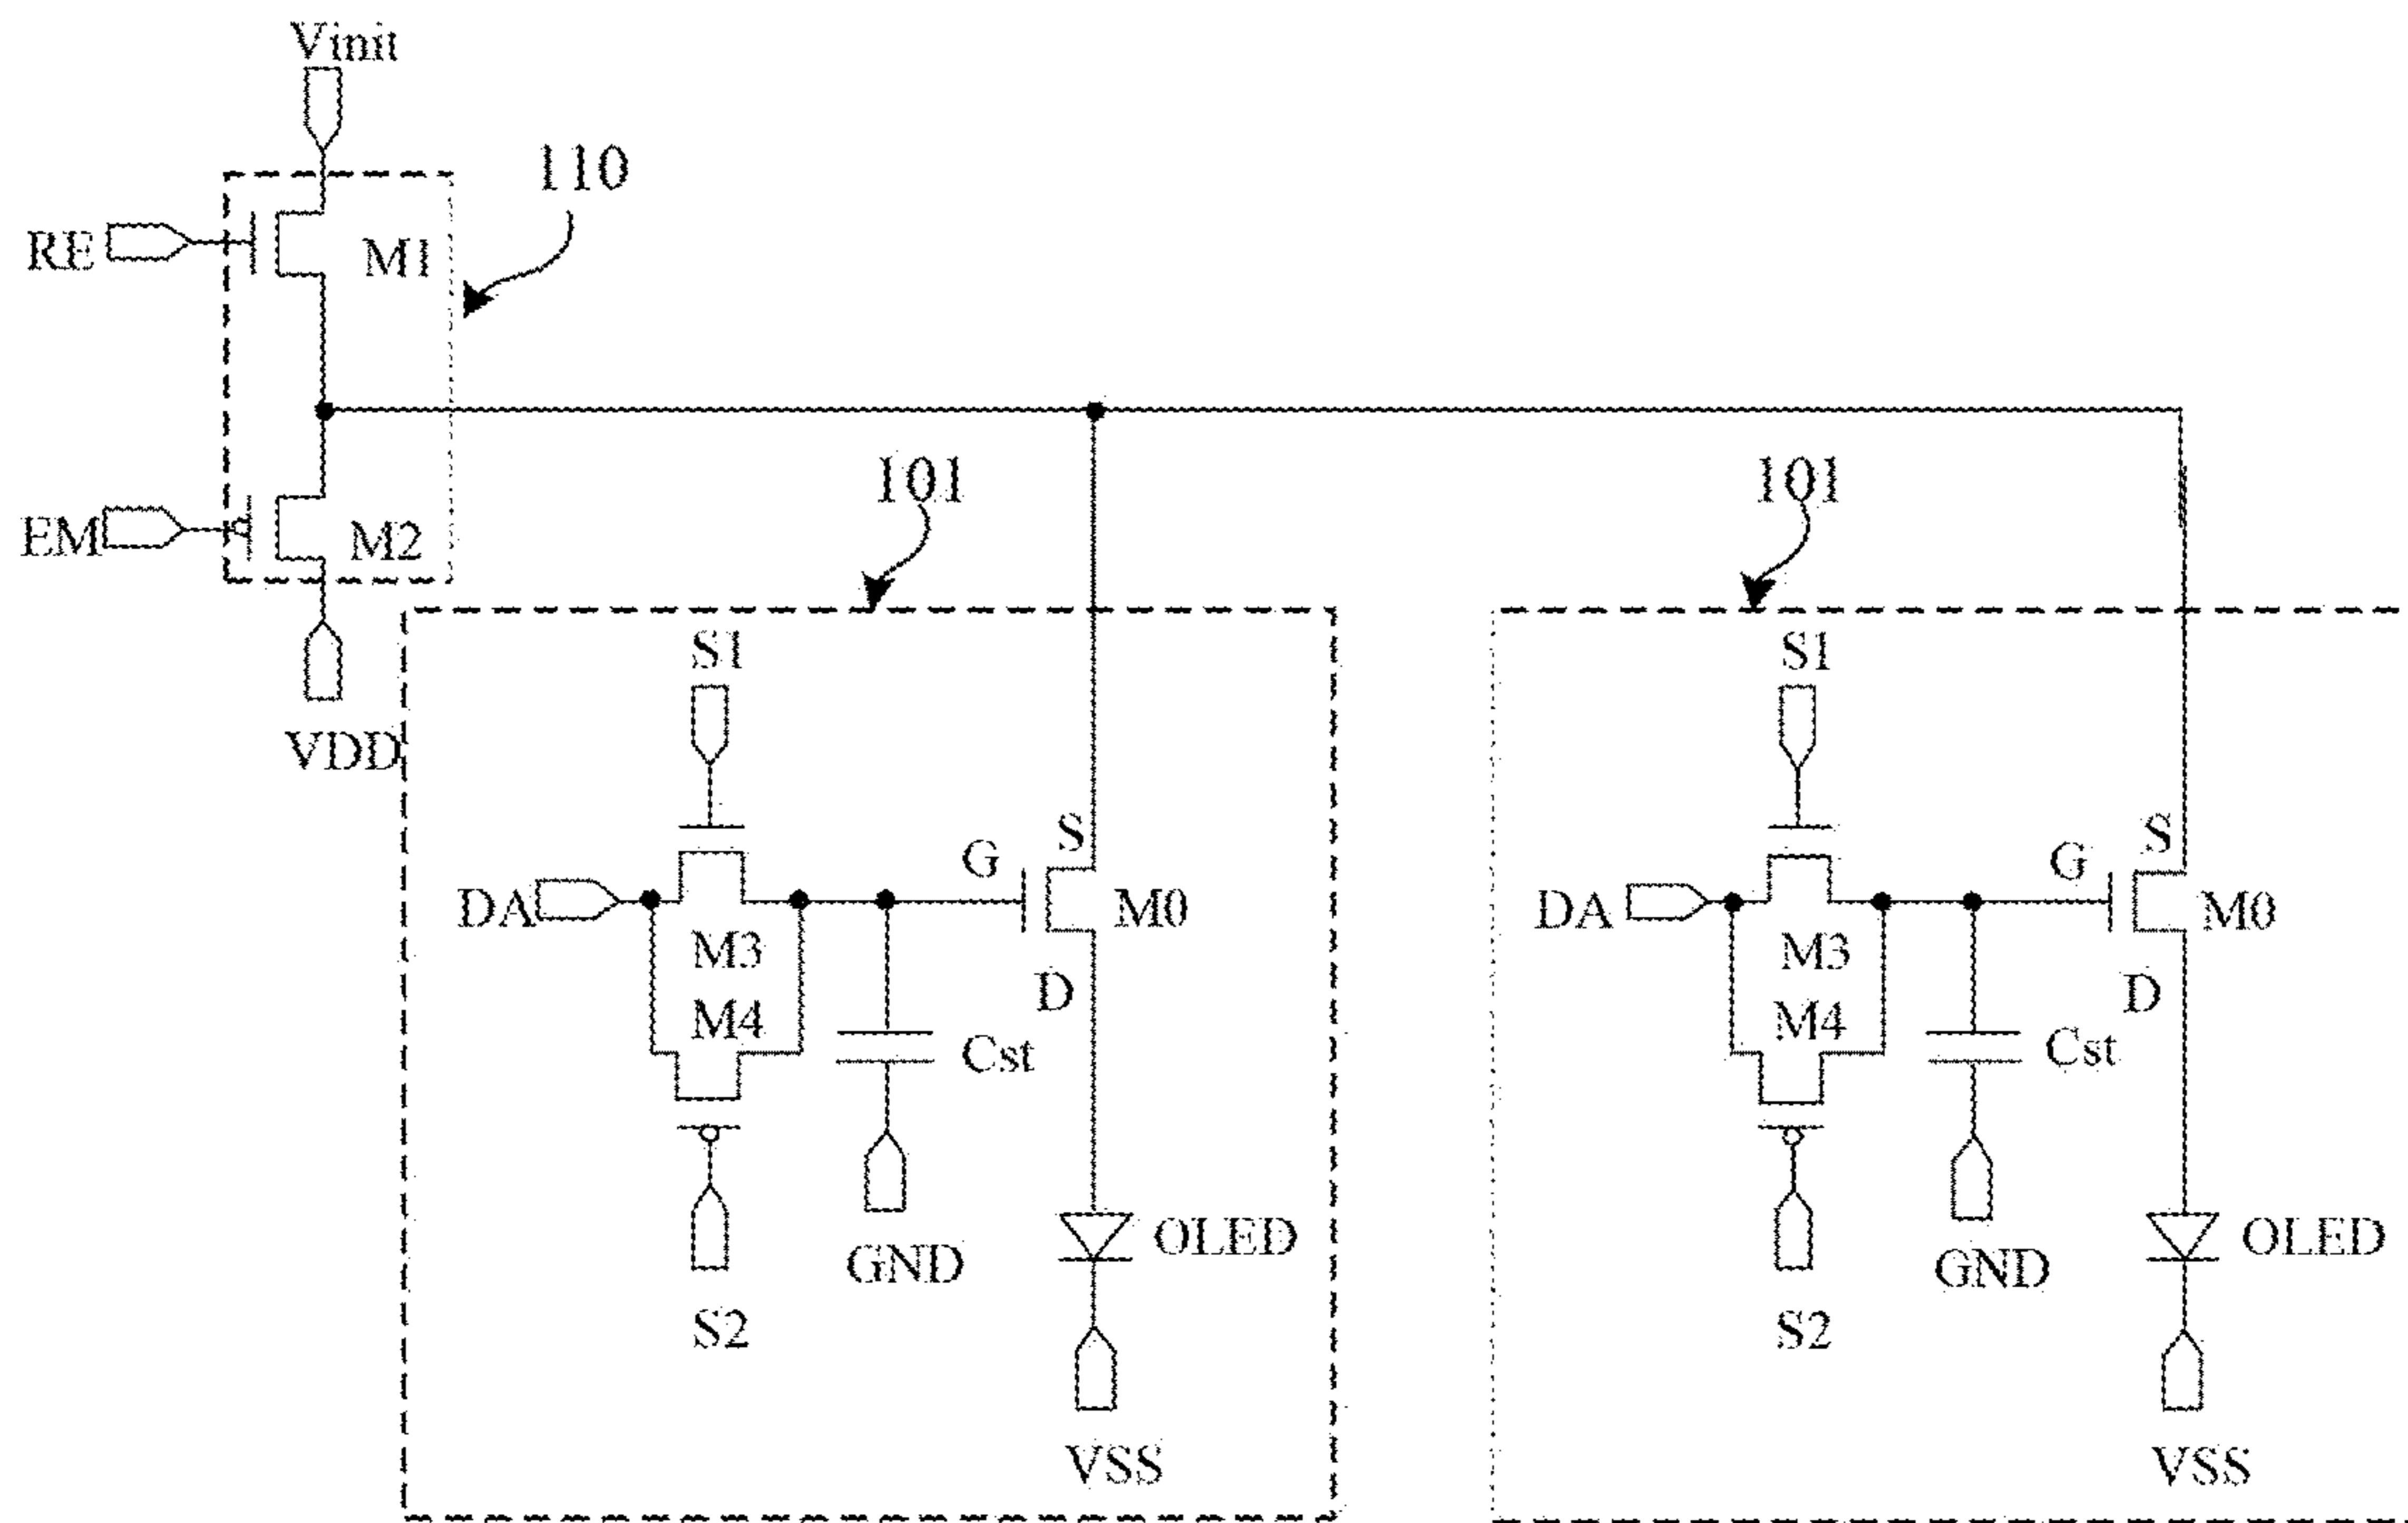 Vinit
110
RE
M1
101
101
EM
M2
S1
S1
VDD
S
S
G
G
DA
M0
DA
M0
M3
M3
D
D
M4
M4
Cst
Cst
OLED
OLED
GND
GND
S2
S2
VSS
VSS